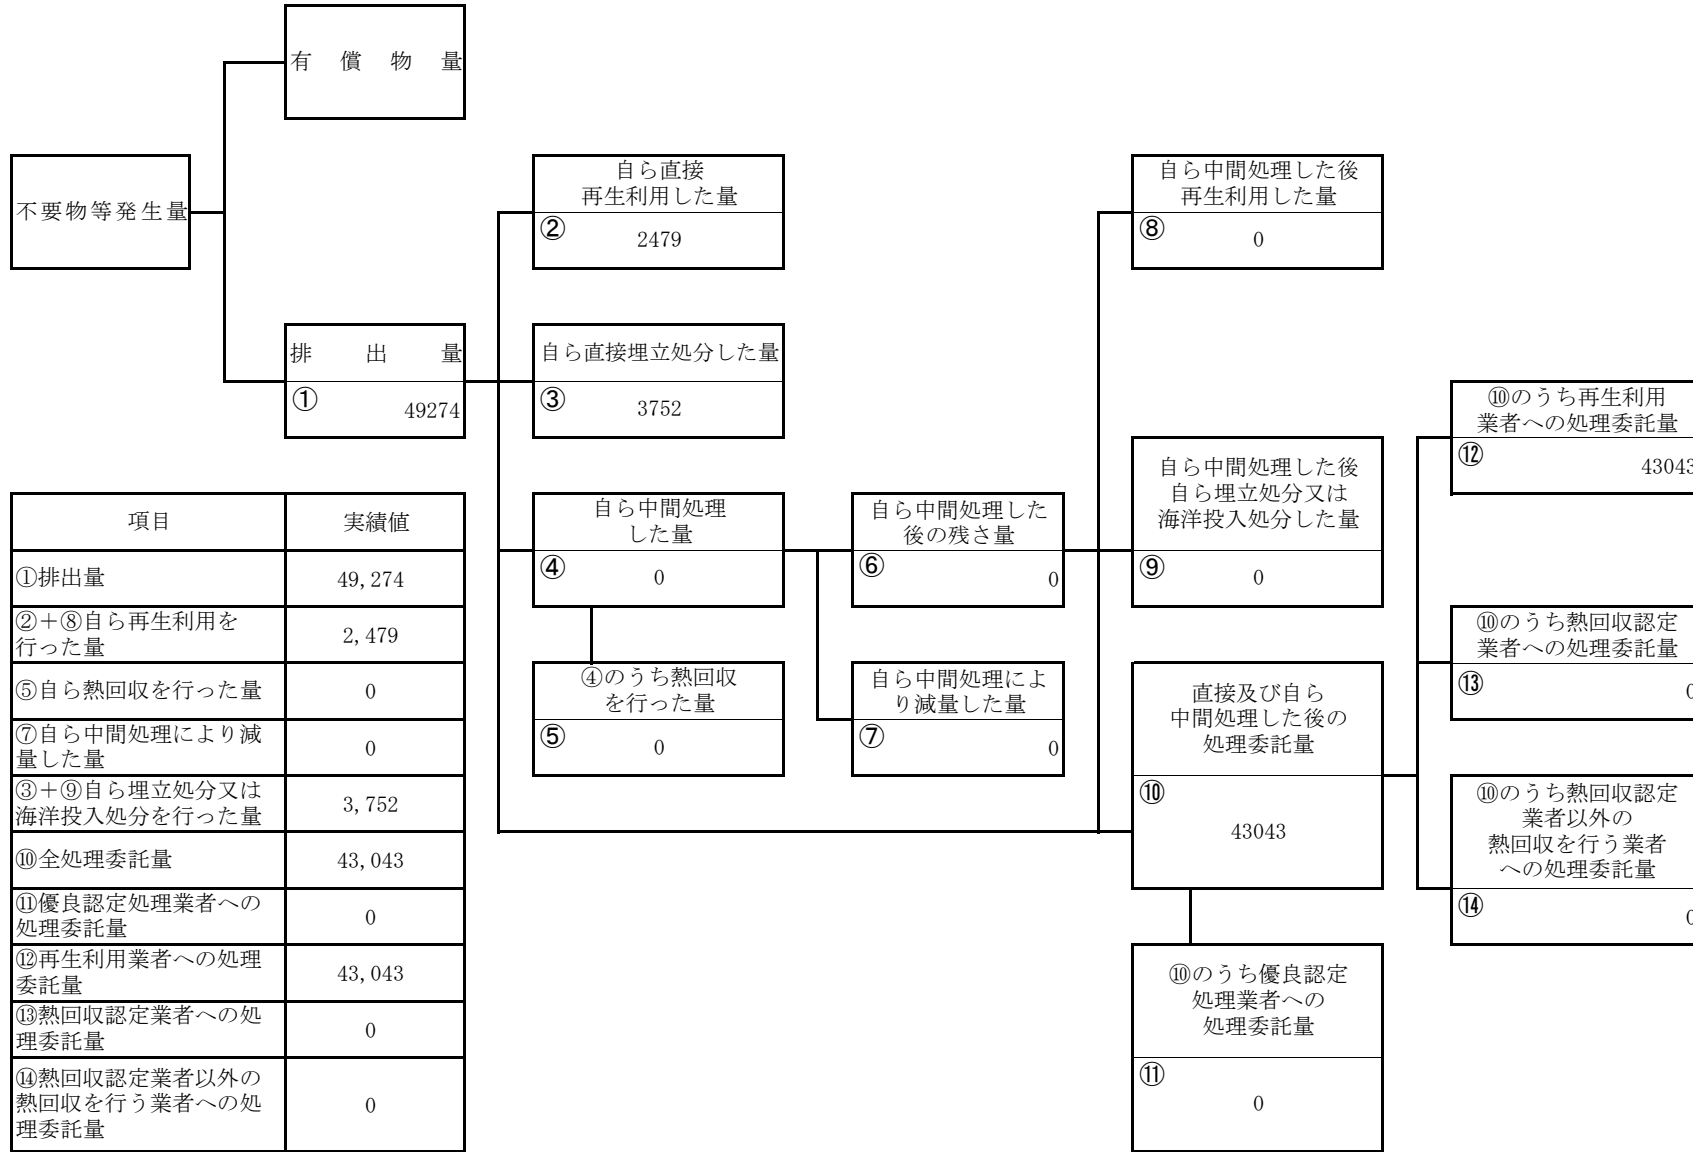 有償物量
不要物等発生量
自ら直接
再生利用した量
②
2479
自ら中間処理した後
再生利用した量
⑧
0
排出量
①
49274
自ら直接埋立処分した量
③
3752
⑩のうち再生利用
業者への処理委託量
⑫
43043
自ら中間処理
した量
④
0
自ら中間処理した
後の残さ量
⑥
0
自ら中間処理した後
自ら埋立処分又は
海洋投入処分した量
⑨
0
⑩のうち熱回収認定
業者への処理委託量
⑬
0
④のうち熱回収
を行った量
⑤
0
自ら中間処理によ
り減量した量
⑦
0
直接及び自ら
中間処理した後の
処理委託量
⑩
43043
⑩のうち熱回収認定
業者以外の
熱回収を行う業者
への処理委託量
⑭
0
⑩のうち優良認定
処理業者への
処理委託量
⑪
0
項目 実績値
①排出量 49,274
②+⑧自ら再生利用を
行った量 2,479
⑤自ら熱回収を行った量 0
⑦自ら中間処理により減
量した量 0
③+⑨自ら埋立処分又は
海洋投入処分を行った量 3,752
⑩全処理委託量 43,043
⑪優良認定処理業者への
処理委託量 0
⑫再生利用業者への処理
委託量 43,043
⑬熱回収認定業者への処
理委託量 0
⑭熱回収認定業者以外の
熱回収を行う業者への処
理委託量 0